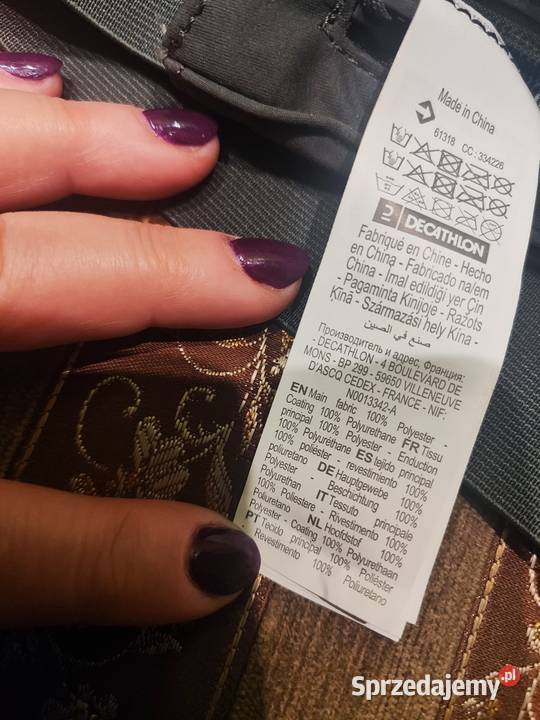 Made in China
81318 CC : 334226
DECATHLON
Fabriqué en Chine - Hecho
en China - Fabricado na/em
China - Imal edildiği yer Çin
- Pagaminta Kinijoje - Ražots
Ķīnā - Származási hely Kína -
صنع في الصين
Производитель и адрес, Франция:
- DECATHLON - 4 BOULEVARD DE
MONS - BP 299 - 59650 VILLENEUVE
D'ASCQ CEDEX - FRANCE - NIF:
N0013342-A
EN Main fabric 100% Polyester -
Coating 100% Polyurethane FR Tissu
principal 100% Polyester - Enduction
100% Polyuréthane ES tejido principal
100% poliéster - revestimiento 100%
poliuretano DE Hauptgewebe 100%
Polyester - Beschichtung 100%
Polyurethan IT Tessuto principale
100% Poliestere - Rivestimento 100%
Poliuretano NL Hoofdstof 100%
Polyester - Coating 100% Polyurethaan
PT Tecido principal 100% Poliéster
- Revestimento 100% Poliuretano
Sprzedajemy.pl